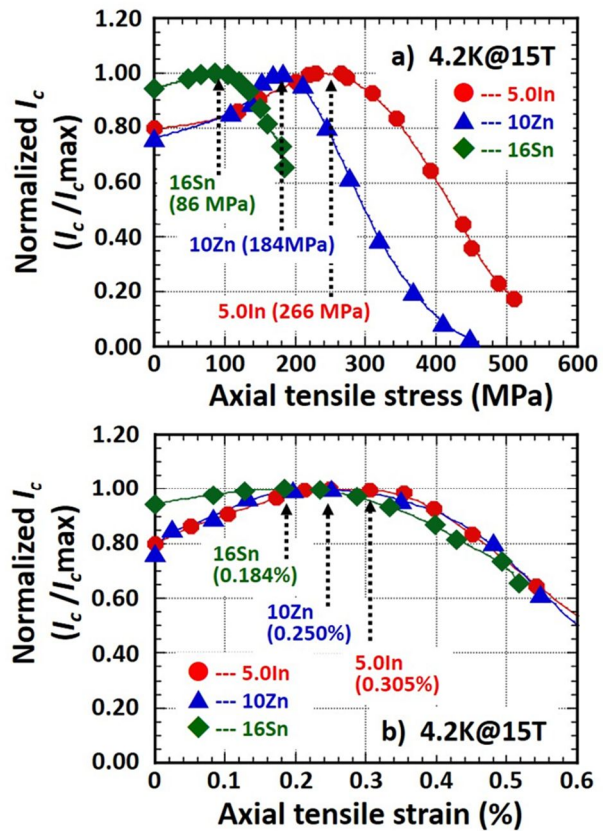 1.20
1.00
0.80
0.60
0.40
0.20
0.00
Normalized Ic
(Ic /Icmax)
a) 4.2K@15T
--- 5.0In
--- 10Zn
--- 16Sn
16Sn
(86 MPa)
10Zn (184MPa)
5.0In (266 MPa)
0 100 200 300 400 500 600
Axial tensile stress (MPa)
1.20
1.00
0.80
0.60
0.40
0.20
0.00
Normalized Ic
(Ic /Icmax)
16Sn
(0.184%)
10Zn
(0.250%)
5.0In
(0.305%)
--- 5.0In
--- 10Zn
--- 16Sn
b) 4.2K@15T
0 0.1 0.2 0.3 0.4 0.5 0.6
Axial tensile strain (%)